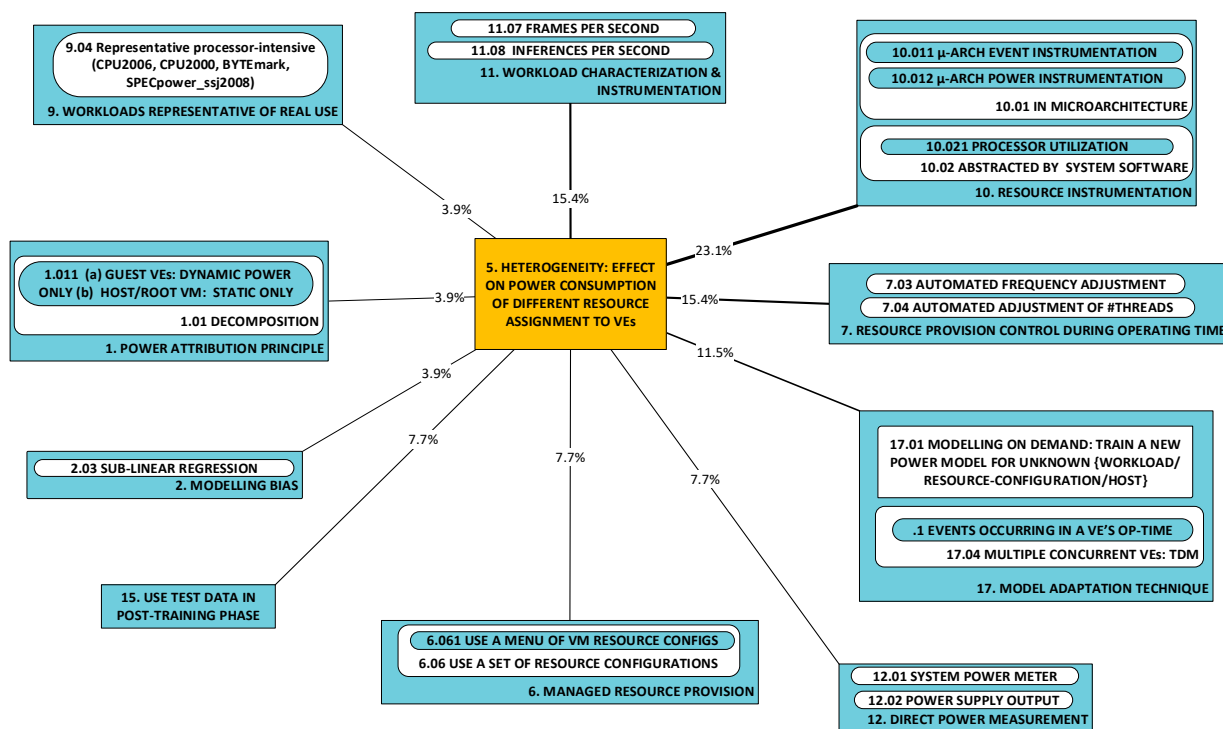 9.04 Representative processor-intensive
(CPU2006, CPU2000, BYTEmark,
SPECpower_ssj2008)
9. WORKLOADS REPRESENTATIVE OF REAL USE
11.07 FRAMES PER SECOND
11.08 INFERENCES PER SECOND
11. WORKLOAD CHARACTERIZATION &
INSTRUMENTATION
10.011 µ-ARCH EVENT INSTRUMENTATION
10.012 µ-ARCH POWER INSTRUMENTATION
10.01 IN MICROARCHITECTURE
10.021 PROCESSOR UTILIZATION
10.02 ABSTRACTED BY SYSTEM SOFTWARE
10. RESOURCE INSTRUMENTATION
3.9%
15.4%
23.1%
1.011 (a) GUEST VEs: DYNAMIC POWER
ONLY (b) HOST/ROOT VM: STATIC ONLY
1.01 DECOMPOSITION
1. POWER ATTRIBUTION PRINCIPLE
3.9%
5. HETEROGENEITY: EFFECT
ON POWER CONSUMPTION
OF DIFFERENT RESOURCE
ASSIGNMENT TO VEs
15.4%
7.03 AUTOMATED FREQUENCY ADJUSTMENT
7.04 AUTOMATED ADJUSTMENT OF #THREADS
7. RESOURCE PROVISION CONTROL DURING OPERATING TIME
3.9%
11.5%
2.03 SUB-LINEAR REGRESSION
2. MODELLING BIAS
7.7%
7.7%
7.7%
17.01 MODELLING ON DEMAND: TRAIN A NEW
POWER MODEL FOR UNKNOWN {WORKLOAD/
RESOURCE-CONFIGURATION/HOST}
.1 EVENTS OCCURRING IN A VE'S OP-TIME
17.04 MULTIPLE CONCURRENT VEs: TDM
17. MODEL ADAPTATION TECHNIQUE
15. USE TEST DATA IN
POST-TRAINING PHASE
6.061 USE A MENU OF VM RESOURCE CONFIGS
6.06 USE A SET OF RESOURCE CONFIGURATIONS
6. MANAGED RESOURCE PROVISION
12.01 SYSTEM POWER METER
12.02 POWER SUPPLY OUTPUT
12. DIRECT POWER MEASUREMENT